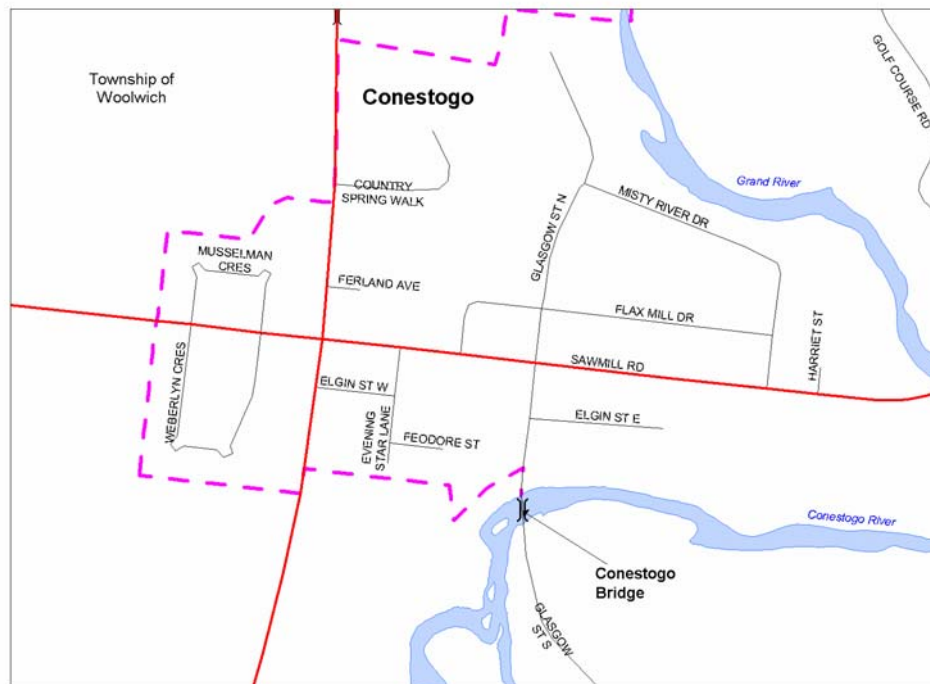 Township of
Woolwich
Conestogo
GOLF COURSE RD
Grand River
COUNTRY
SPRING WALK
MISTY RIVER DR
GLASGOW ST N
MUSSELMAN
CRES
FERLAND AVE
FLAX MILL DR
HARRIET ST
SAWMILL RD
WEBERLYN CRES
ELGIN ST W
EVENING
STAR LANE
FEODORE ST
ELGIN ST E
Conestogo River
Conestogo
Bridge
GLASGOW
ST S